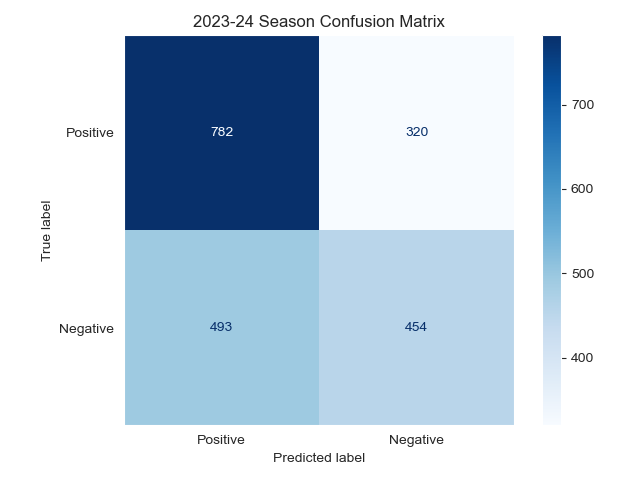 2023-24 Season Confusion Matrix
True label
Positive
782
320
Negative
493
454
Positive
Negative
Predicted label
700
600
500
400